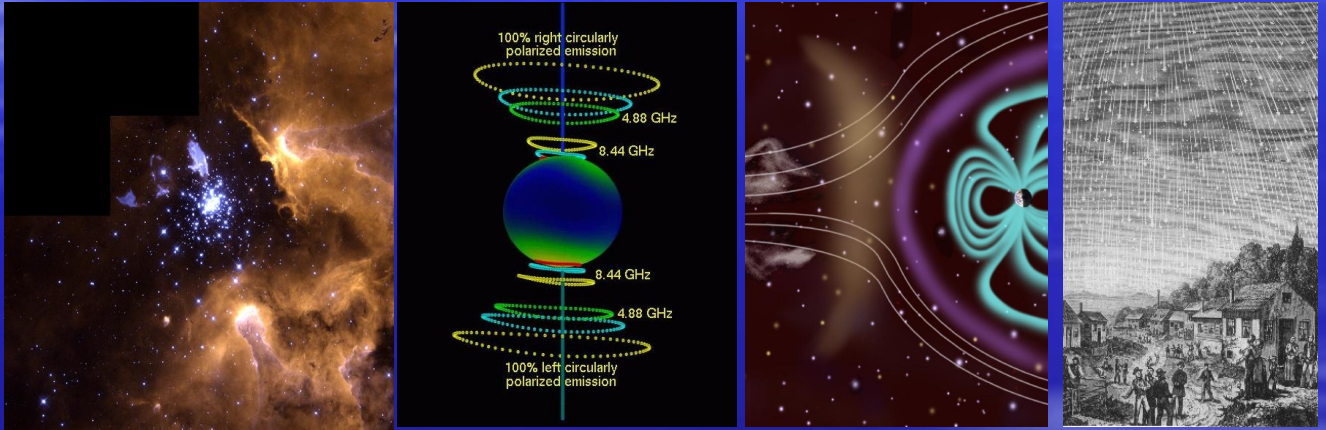 100% right circularly
polarized emission
4.88 GHz
8.44 GHz
8.44 GHz
4.88 GHz
100% left circularly
polarized emission